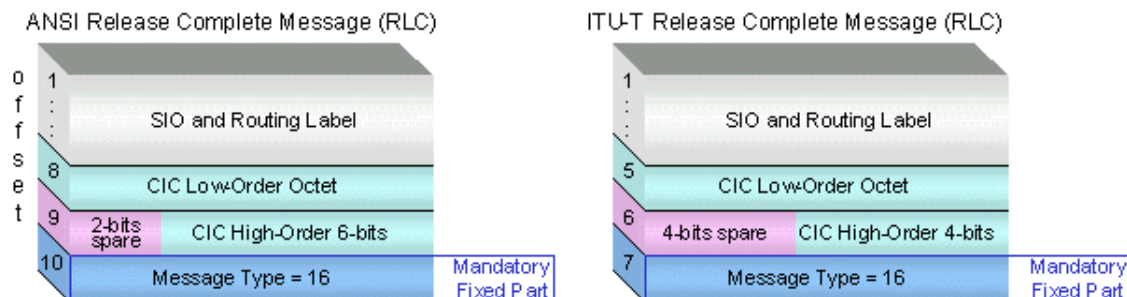 ANSI Release Complete Message (RLC)
offset
1
:
:
SIO and Routing Label
8
CIC Low-Order Octet
9
2-bits spare
CIC High-Order 6-bits
10
Message Type = 16
Mandatory
Fixed Part
ITU-T Release Complete Message (RLC)
1
:
:
SIO and Routing Label
5
CIC Low-Order Octet
6
4-bits spare
CIC High-Order 4-bits
7
Message Type = 16
Mandatory
Fixed Part